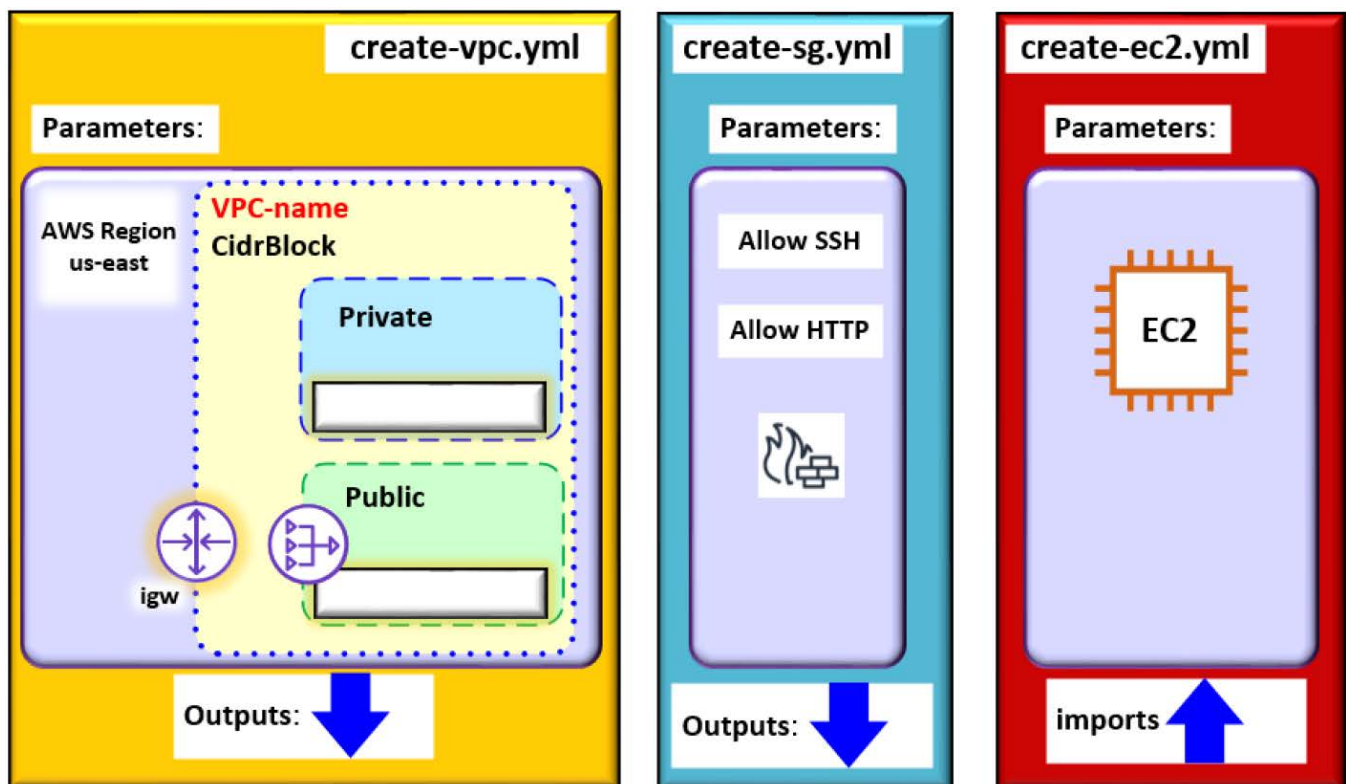 create-vpc.yml
Parameters:
AWS Region
us-east
VPC-name
CidrBlock
Private
Public
igw
Outputs:
create-sg.yml
Parameters:
Allow SSH
Allow HTTP
Outputs:
create-ec2.yml
Parameters:
EC2
imports